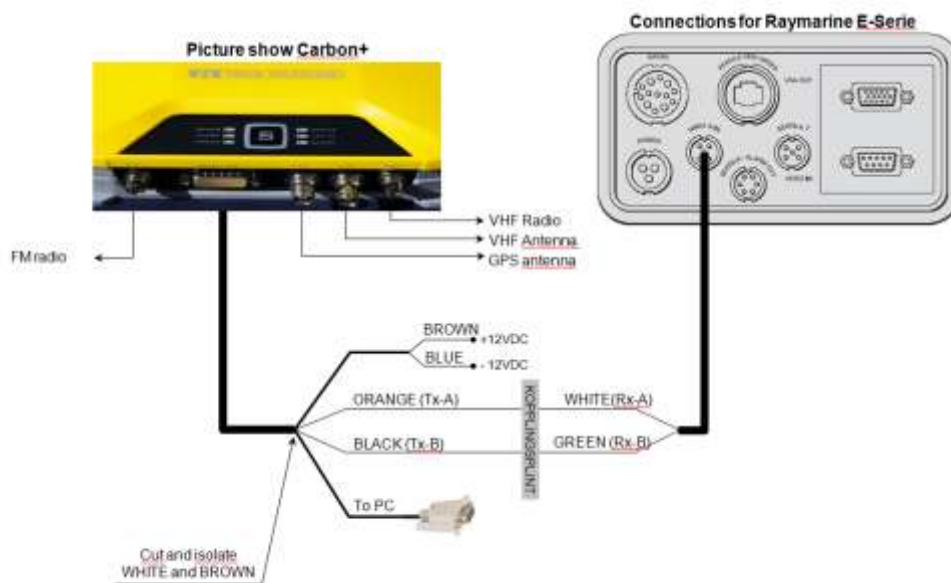 Connections for Raymarine E-Serie
Picture show Carbon+
VHF Radio
VHF Antenna
GPS antenna
FM radio
BROWN
+12VDC
BLUE
- 12VDC
ORANGE (Tx-A)
WHITE(Rx-A)
BLACK (Tx-B)
GREEN (Rx-B)
KOPPLINGSPLINT
To PC
Cut and isolate
WHITE and BROWN